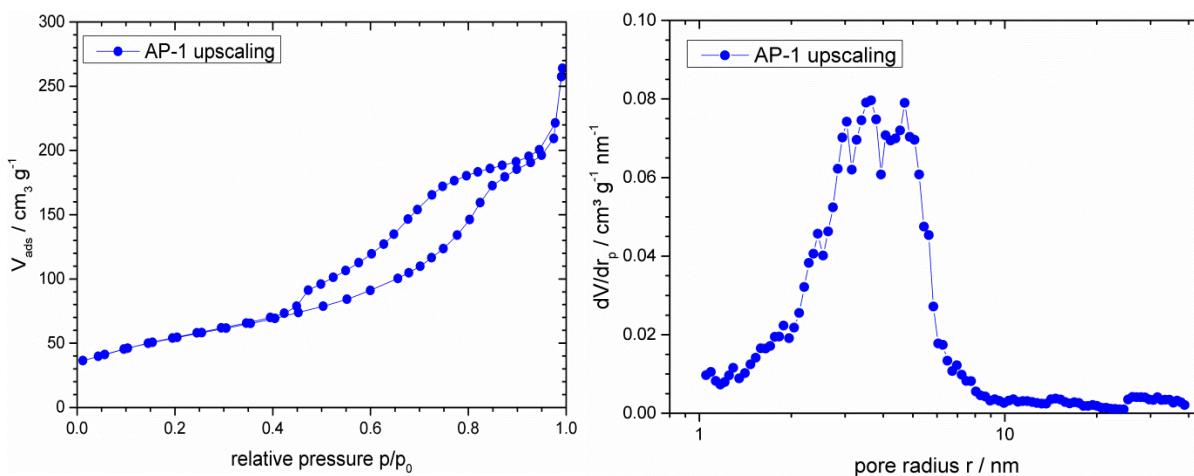 300
250
200
150
100
50
0
V_ads / cm_3 g^-1
AP-1 upscaling
0.0 0.2 0.4 0.6 0.8 1.0
relative pressure p/p_0
0.10
0.08
0.06
0.04
0.02
0.00
dV/dr_p / cm³ g^-1 nm^-1
AP-1 upscaling
1 10
pore radius r / nm